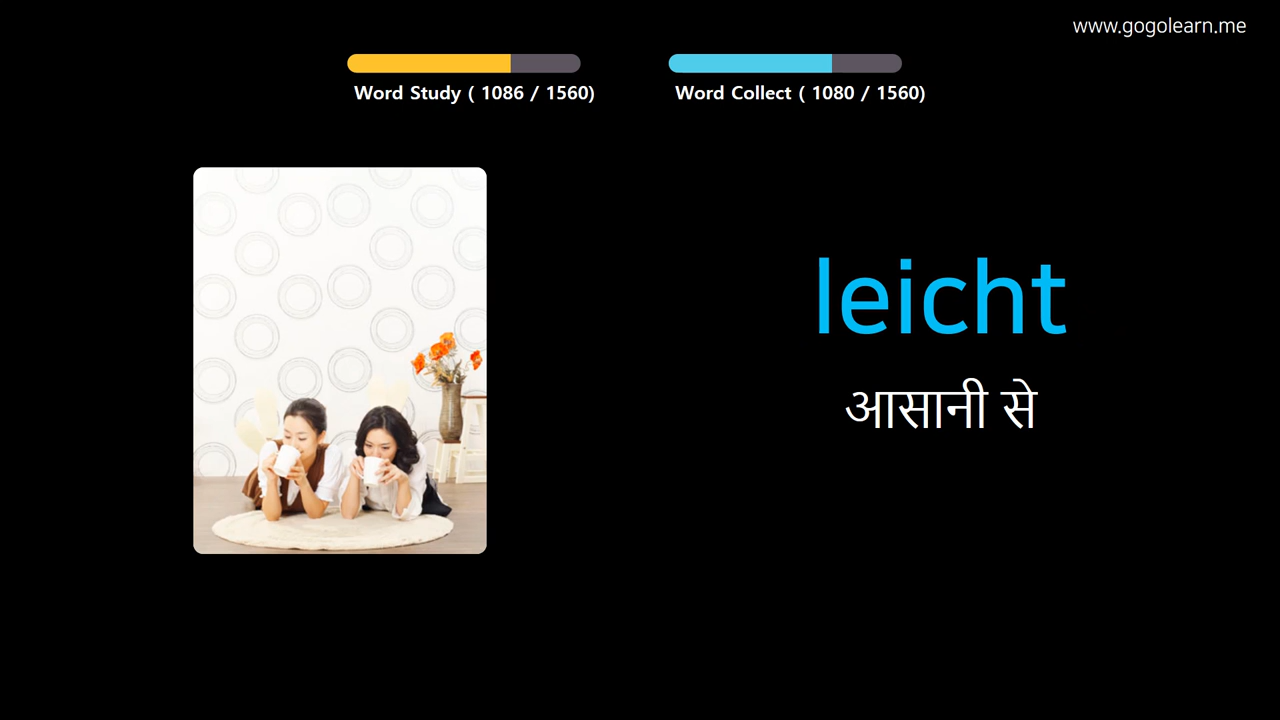 www.gogolearn.me
Word Study ( 1086 / 1560)
Word Collect ( 1080 / 1560)
leicht
आसानी से